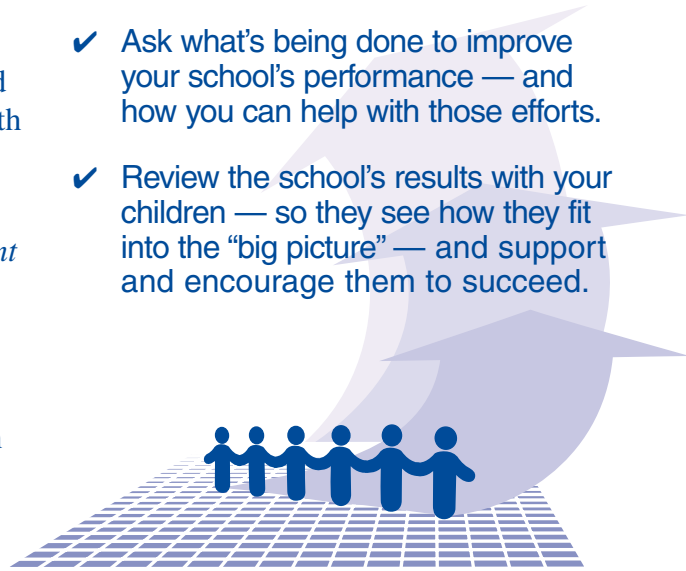 ✔ Ask what's being done to improve
your school's performance — and
how you can help with those efforts.
✔ Review the school's results with your
children — so they see how they fit
into the “big picture” — and support
and encourage them to succeed.